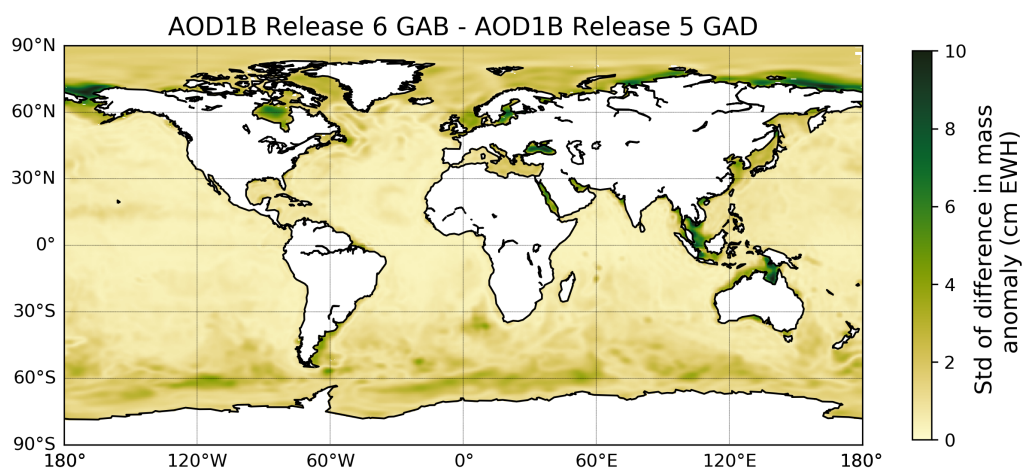 AOD1B Release 6 GAB - AOD1B Release 5 GAD
90°N
60°N
30°N
0°
30°S
60°S
90°S
180°
120°W
60°W
0°
60°E
120°E
180°
10
8
6
4
2
0
Std of difference in mass
anomaly (cm EWH)